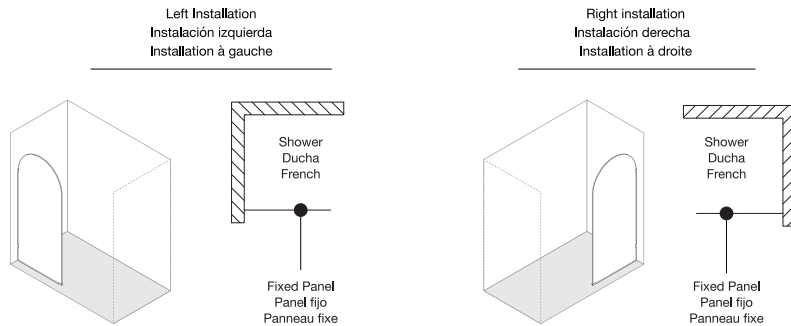 Left Installation
Instalación izquierda
Installation à gauche
Shower
Ducha
French
Fixed Panel
Panel fijo
Panneau fixe
Right installation
Instalación derecha
Installation à droite
Shower
Ducha
French
Fixed Panel
Panel fijo
Panneau fixe